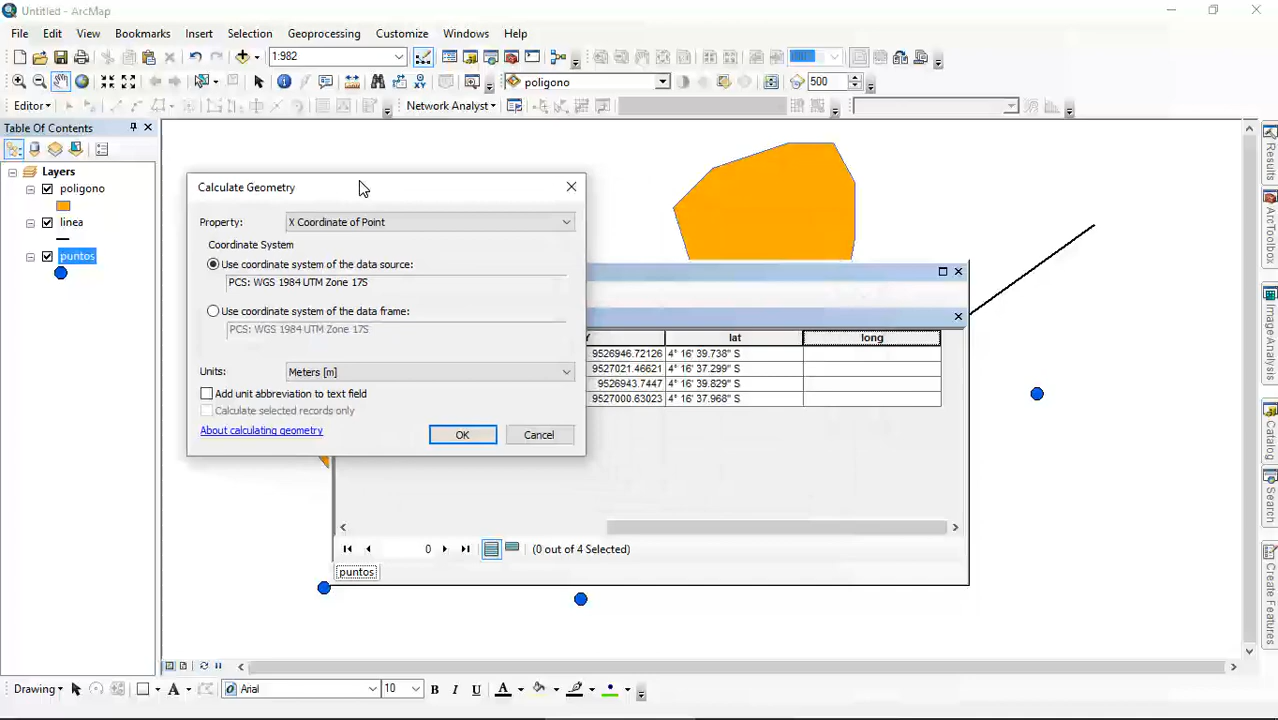 Untitled - ArcMap
File Edit View Bookmarks Insert Selection Geoprocessing Customize Windows Help
1:982
poligono
500
Editor
Network Analyst
Table Of Contents
Layers
poligono
linea
puntos
Calculate Geometry
Property:
X Coordinate of Point
Coordinate System
Use coordinate system of the data source:
PCS: WGS 1984 UTM Zone 17S
Use coordinate system of the data frame:
PCS: WGS 1984 UTM Zone 17S
Units:
Meters [m]
Add unit abbreviation to text field
Calculate selected records only
About calculating geometry
OK
Cancel
lat long
9526946.72126 4° 16' 39.738" S
9527021.46621 4° 16' 37.299" S
9526943.7447 4° 16' 39.829" S
9527000.63023 4° 16' 37.968" S
0
(0 out of 4 Selected)
puntos
Results
ArcToolbox
Image Analysis
Catalog
Search
Create Features
Drawing
A
Arial
10
B I U A